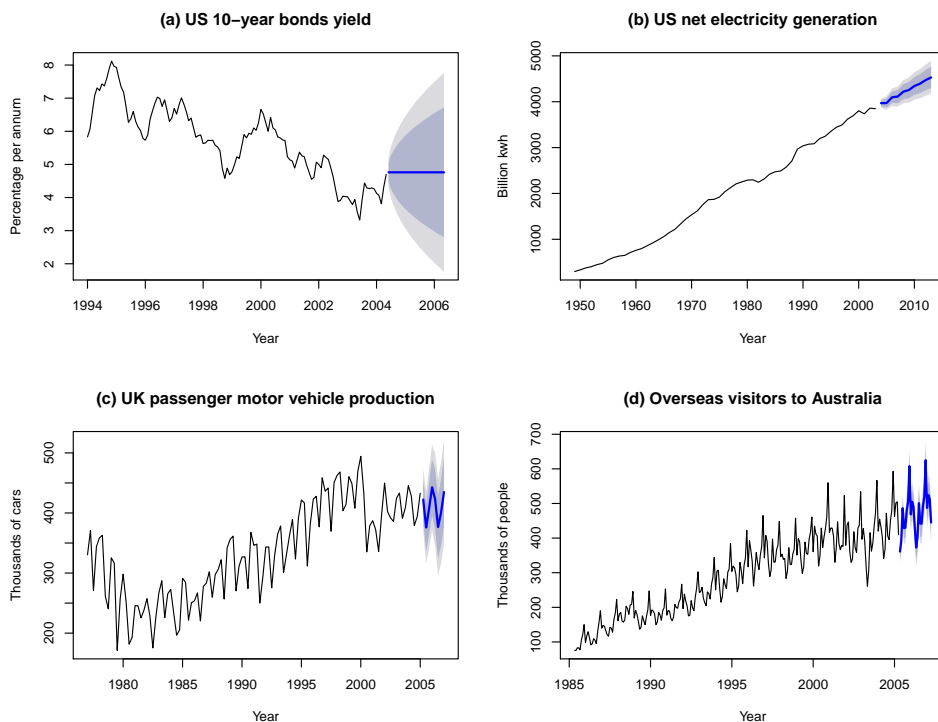 (a) US 10−year bonds yield
Percentage per annum
8
7
6
5
4
3
2
1994 1996 1998 2000 2002 2004 2006
Year
(b) US net electricity generation
Billion kwh
5000
4000
3000
2000
1000
1950 1960 1970 1980 1990 2000 2010
Year
(c) UK passenger motor vehicle production
Thousands of cars
500
400
300
200
1980 1985 1990 1995 2000 2005
Year
(d) Overseas visitors to Australia
Thousands of people
700
600
500
400
300
200
100
1985 1990 1995 2000 2005
Year